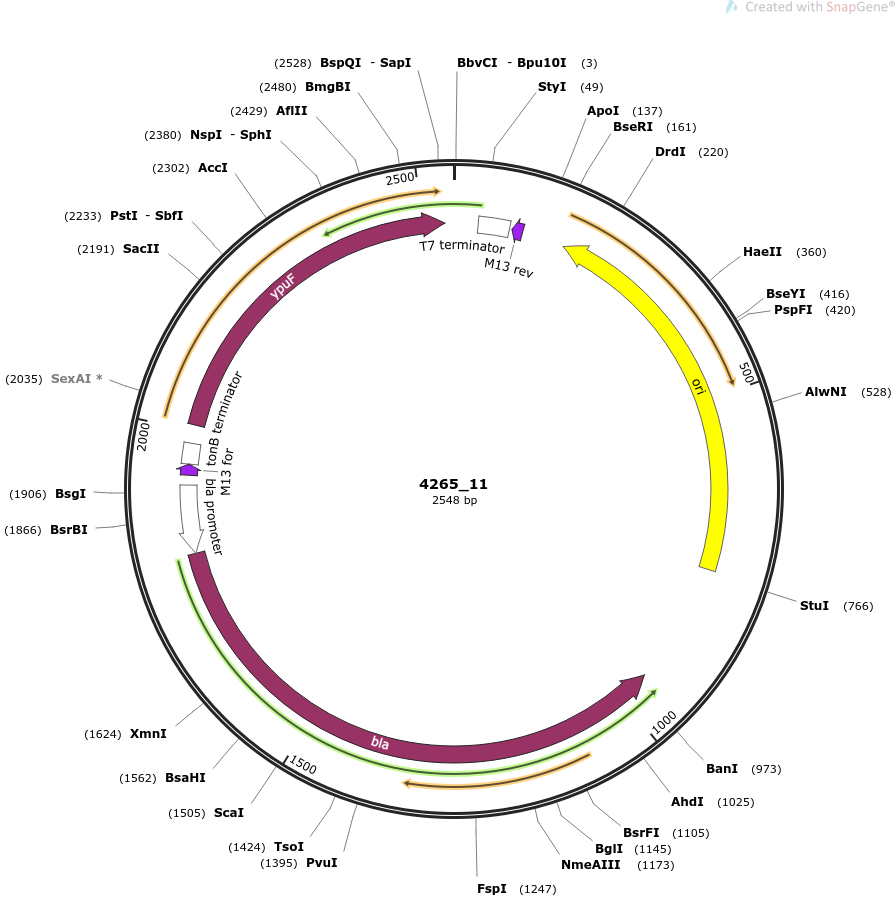 Created with SnapGene®
(2528) BspQI - SapI
BbvCI - Bpu10I (3)
(2480) BmgBI
StyI (49)
(2429) AflII
ApoI (137)
(2380) NspI - SphI
BseRI (161)
(2302) AccI
DrdI (220)
2500
(2233) PstI - SbfI
T7 terminator
(2191) SacII
HaeII (360)
M13 rev
ypuF
BseYI (416)
PspFI (420)
500
(2035) SexAI *
ori
AlwNI (528)
2000
tonB terminator
M13 for
bla promoter
4265_11
2548 bp
(1906) BsgI
(1866) BsrBI
StuI (766)
1000
(1624) XmnI
bla
1500
BanI (973)
(1562) BsaHI
AhdI (1025)
(1505) ScaI
BsrFI (1105)
(1424) TsoI
BglI (1145)
(1395) PvuI
NmeAIII (1173)
FspI (1247)